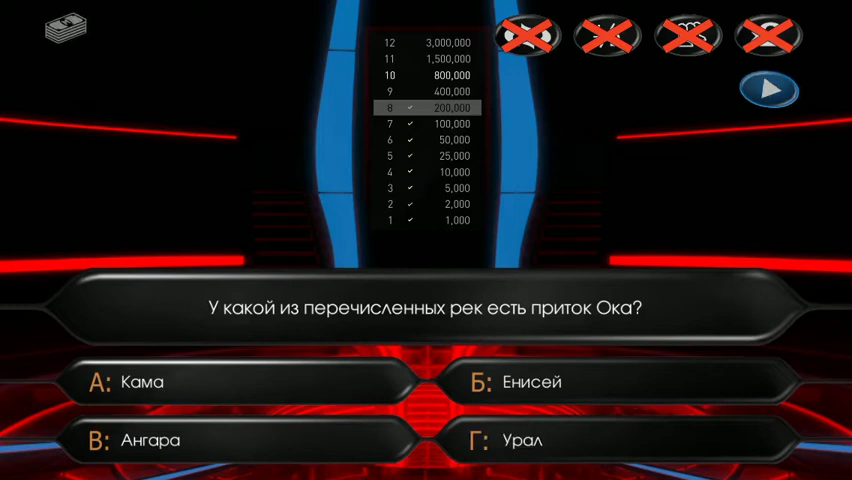 12 3,000,000
11 1,500,000
10 800,000
9 400,000
8 ✓ 200,000
7 ✓ 100,000
6 ✓ 50,000
5 ✓ 25,000
4 ✓ 10,000
3 ✓ 5,000
2 ✓ 2,000
1 ✓ 1,000
У какой из перечисленных рек есть приток Ока?
А: Кама
Б: Енисей
В: Ангара
Г: Урал